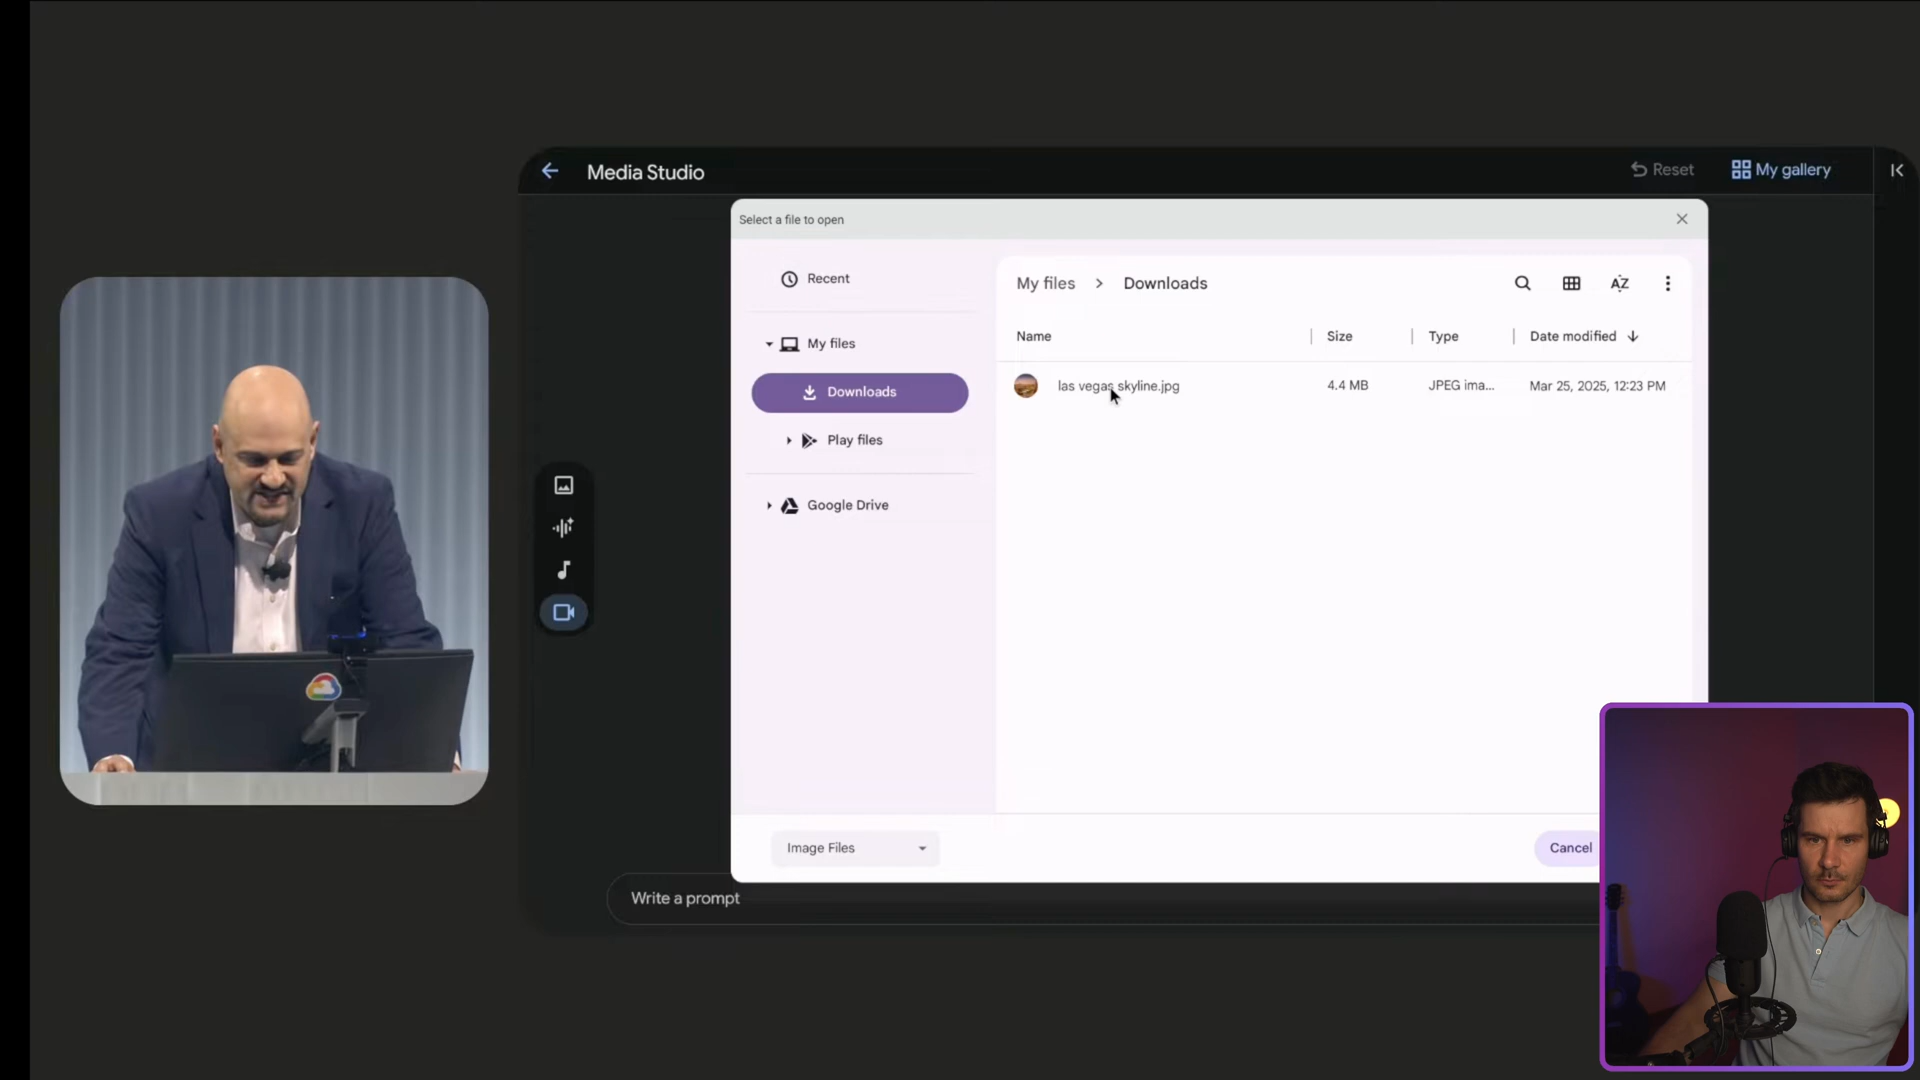 Media Studio
Reset
My gallery
Select a file to open
Recent
My files
Downloads
Play files
Google Drive
My files
Downloads
AZ
Name
Size
Type
Date modified
las vegas skyline.jpg
4.4 MB
JPEG ima...
Mar 25, 2025, 12:23 PM
Image Files
Cancel
Write a prompt